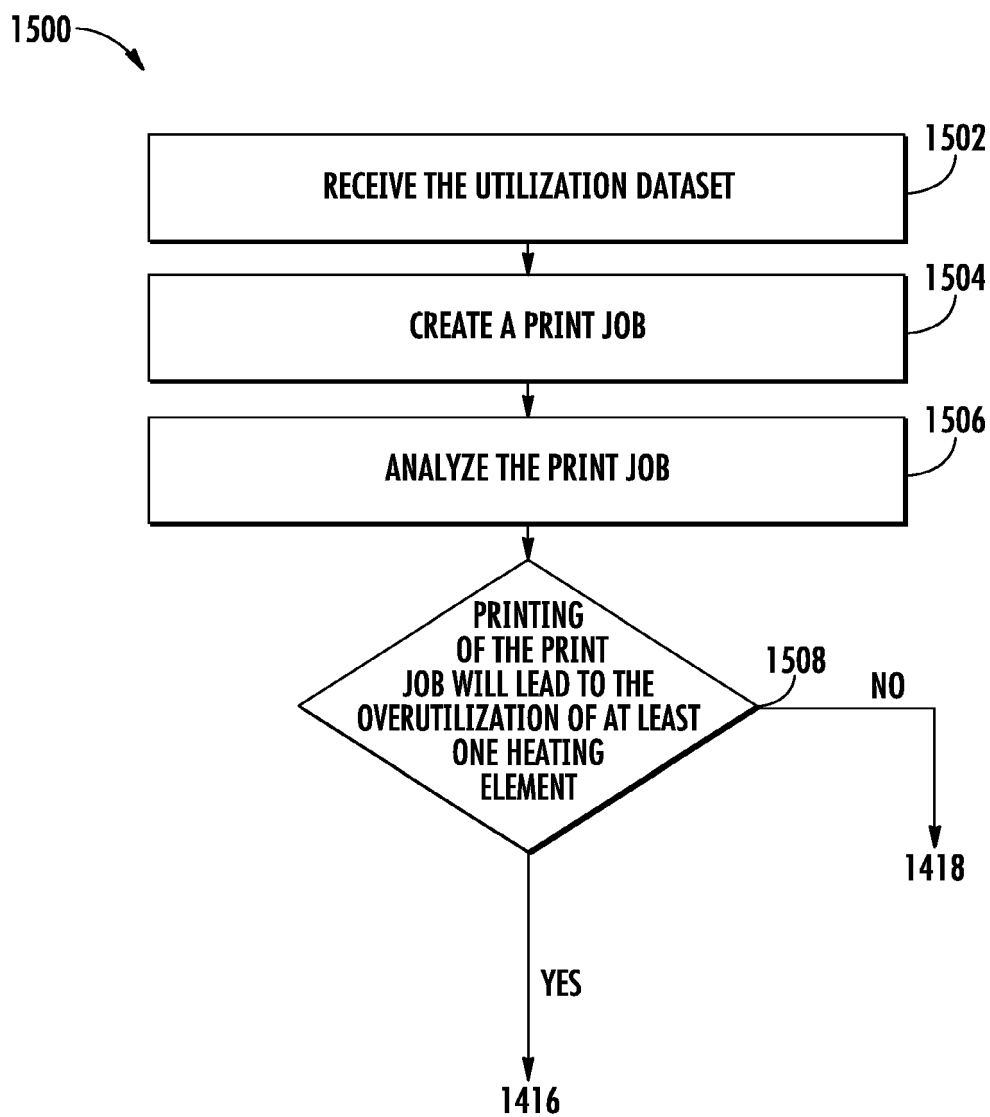 1500
1502
RECEIVE THE UTILIZATION DATASET
1504
CREATE A PRINT JOB
1506
ANALYZE THE PRINT JOB
PRINTING
OF THE PRINT
JOB WILL LEAD TO THE
OVERUTILIZATION OF AT LEAST
ONE HEATING
ELEMENT
1508
NO
1418
YES
1416